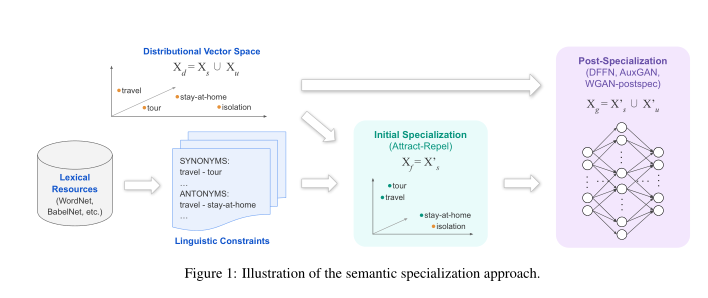 Distributional Vector Space
X_d = X_s ∪ X_u
travel
tour
stay-at-home
isolation
Lexical
Resources
(WordNet,
BabelNet, etc.)
SYNONYMS:
travel - tour
...
ANTONYMS:
travel - stay-at-home
...
Linguistic Constraints
Initial Specialization
(Attract-Repel)
X_f = X'_s
tour
travel
stay-at-home
isolation
Post-Specialization
(DFFN, AuxGAN,
WGAN-postspec)
X_g = X'_s ∪ X'_u
Figure 1: Illustration of the semantic specialization approach.